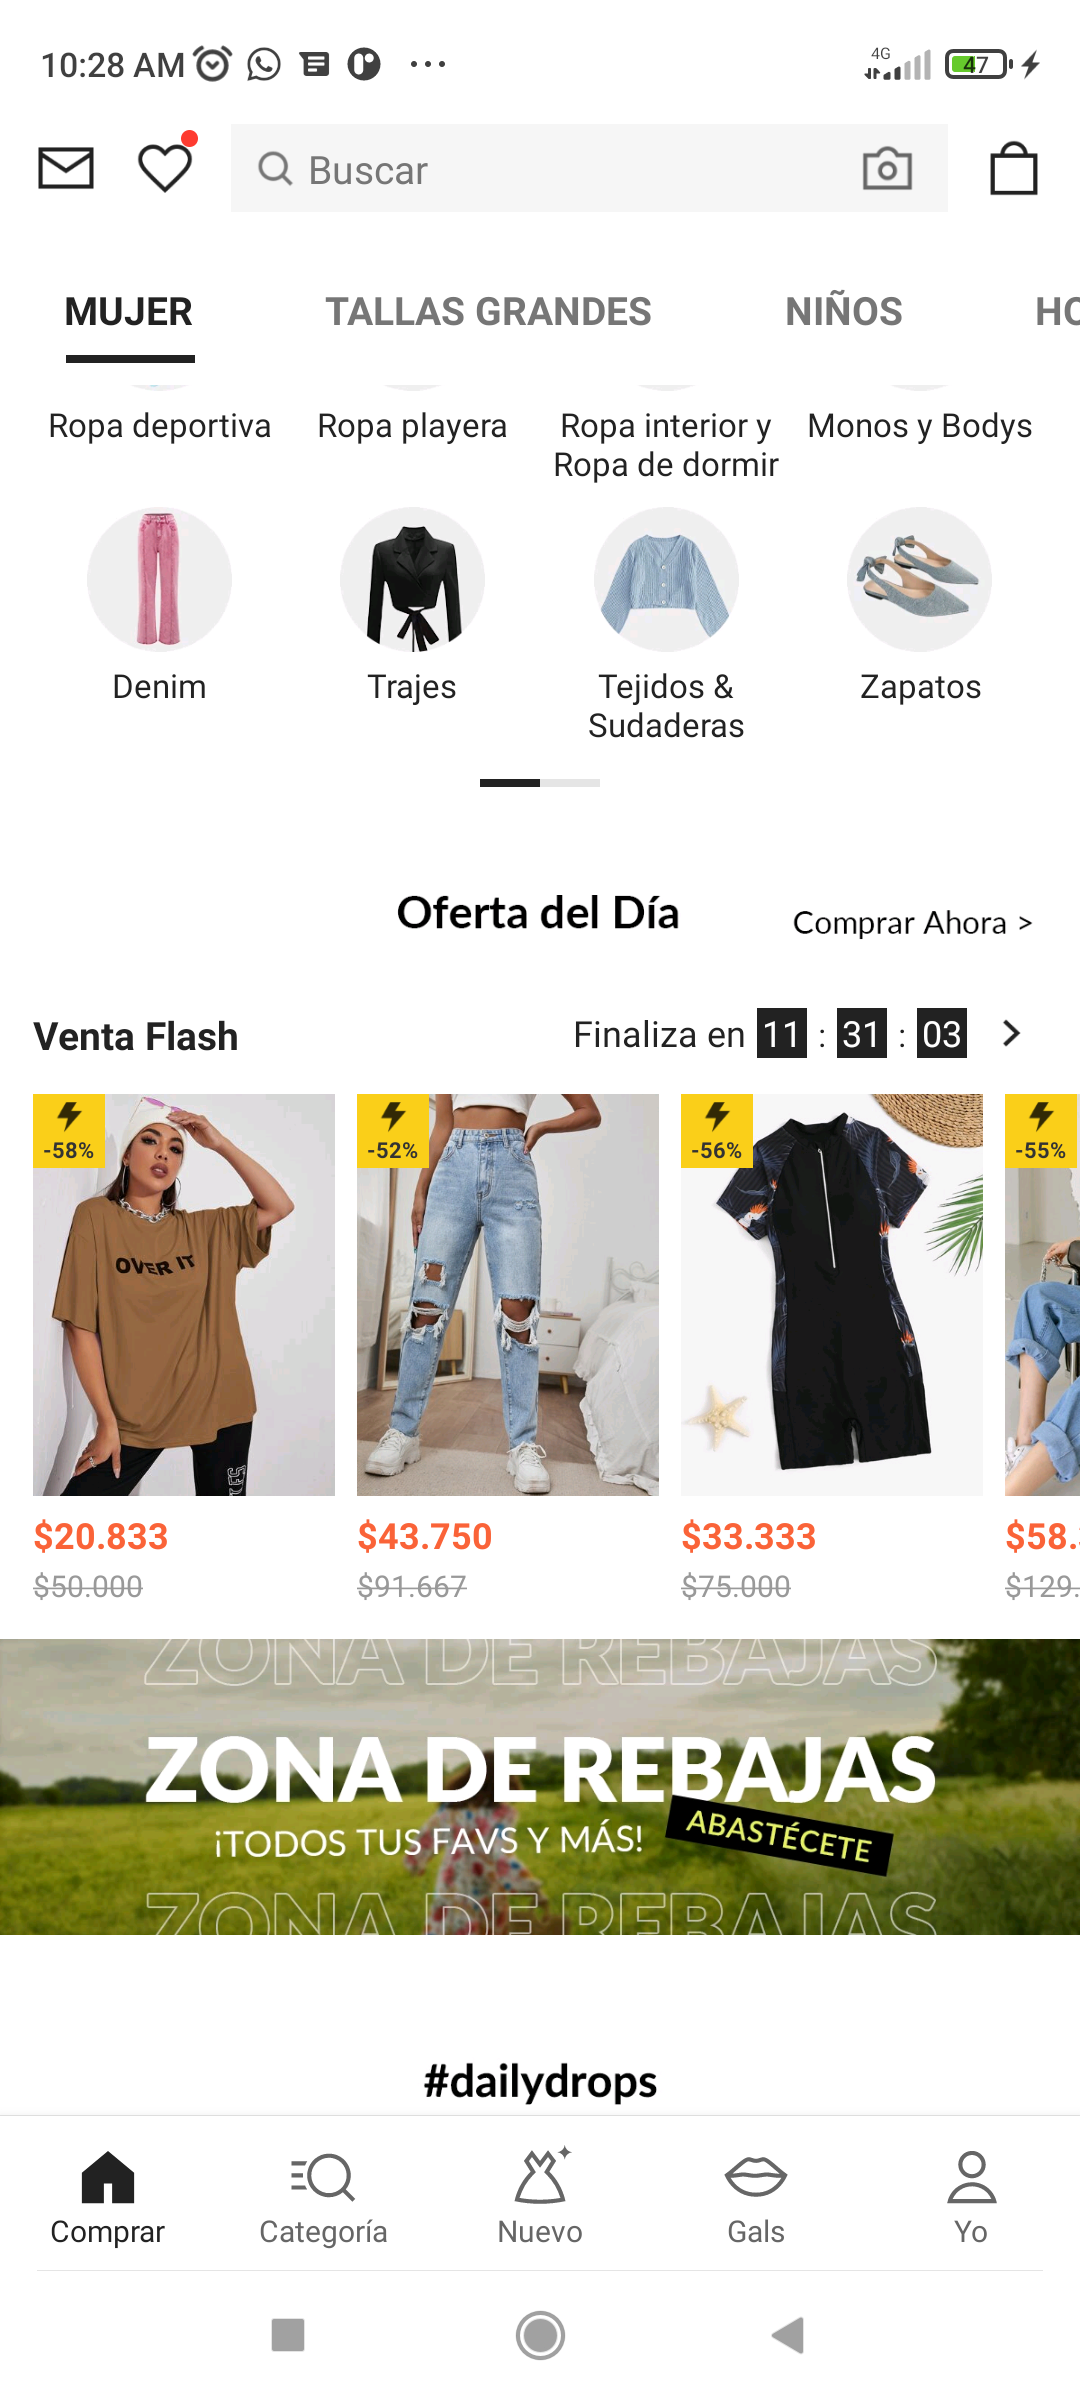 10:28 AM
4G
47
Buscar
MUJER
TALLAS GRANDES
NIÑOS
HO
Ropa deportiva
Ropa playera
Ropa interior y
Ropa de dormir
Monos y Bodys
Denim
Trajes
Tejidos &
Sudaderas
Zapatos
Oferta del Día
Comprar Ahora >
Venta Flash
Finaliza en 11 : 31 : 03
-58%
-52%
-56%
-55%
OVER IT
$20.833
$43.750
$33.333
$58.
$50.000
$91.667
$75.000
$129.
ZONA DE REBAJAS
ZONA DE REBAJAS
¡TODOS TUS FAVS Y MÁS!
ABASTÉCETE
ZONA DE REBAJAS
#dailydrops
Comprar
Categoría
Nuevo
Gals
Yo